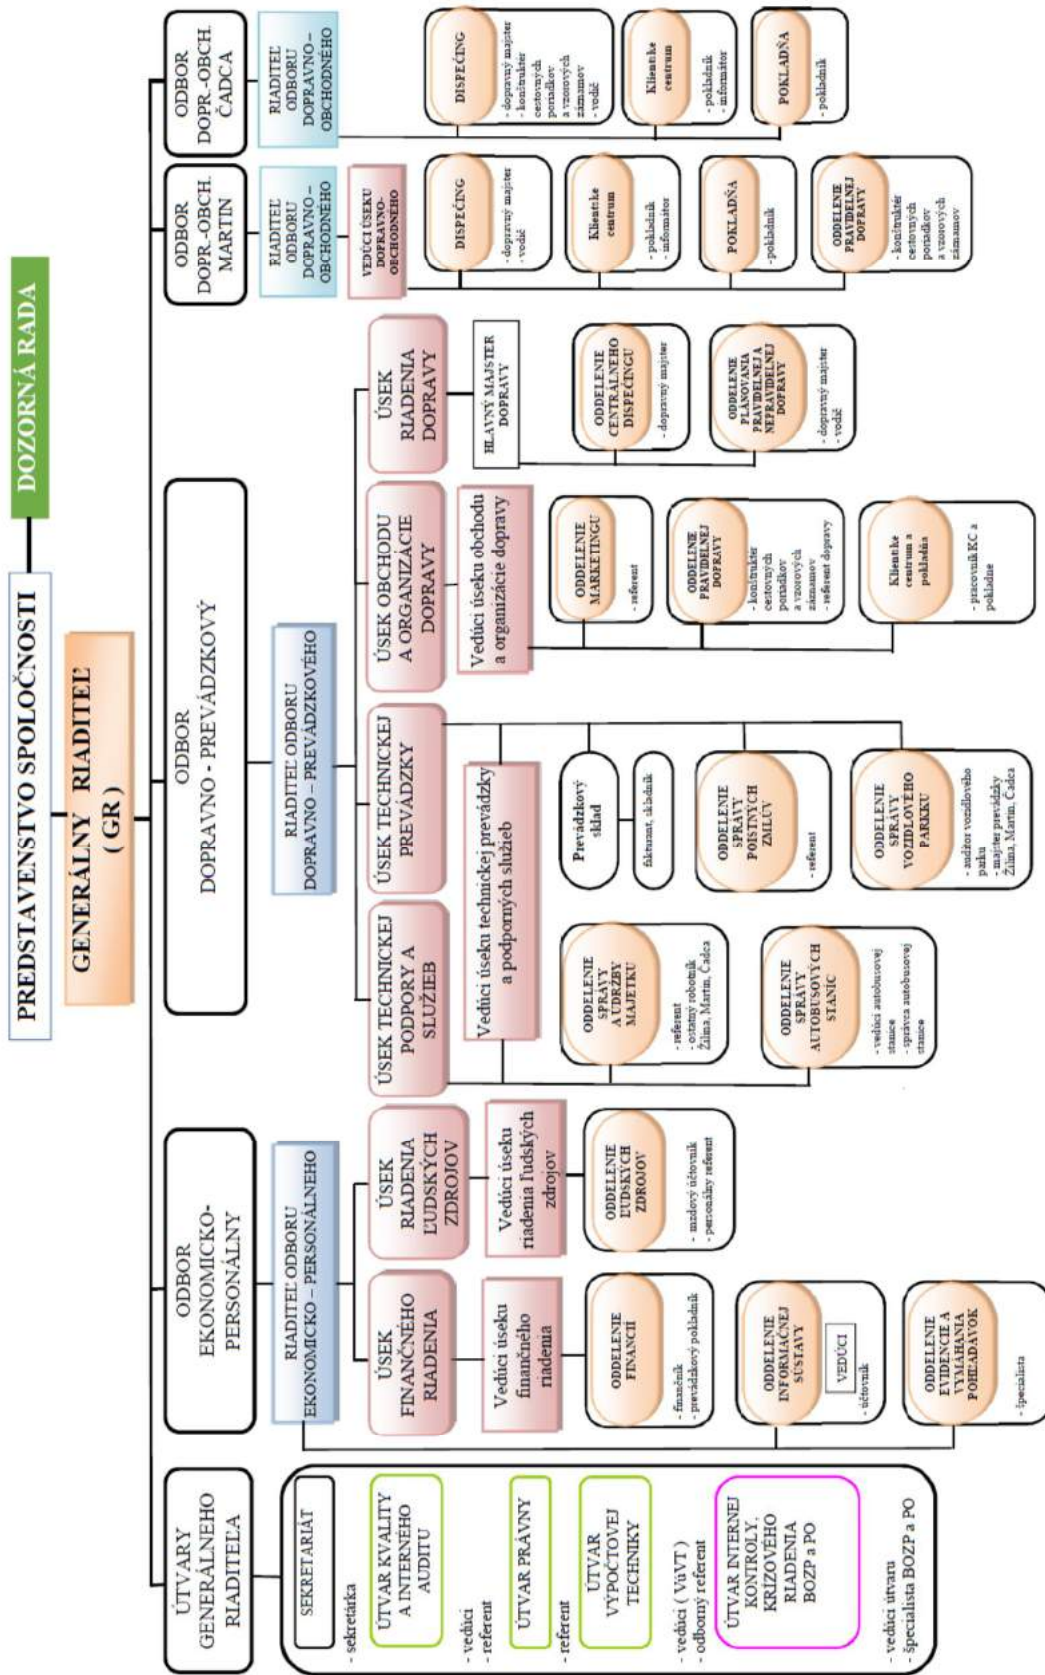 PREDSTAVENSTVO SPOLOČNOSTI
DOZORNÁ RADA
GENERÁLNY RIADITEĽ
( GR )
ÚTVARY
GENERÁLNEHO
RIADITEĽA
SEKRETARIÁT
- sekretárka
ÚTVAR KVALITY
A INTERNÉHO
AUDITU
- vedúci
- referent
ÚTVAR PRÁVNY
- referent
ÚTVAR
VÝPOČTOVEJ
TECHNIKY
- vedúci ( VúVT )
- odborný referent
ÚTVAR INTERNEJ
KONTROLY,
KRÍZOVÉHO
RIADENIA
BOZP a PO
- vedúci útvaru
- špecialista BOZP a PO
ODBOR
EKONOMICKO-
PERSONÁLNY
RIADITEĽ ODBORU
EKONOMICKO – PERSONÁLNEHO
ÚSEK
FINANČNÉHO
RIADENIA
Vedúci úseku
finančného
riadenia
ODDELENIE
FINANCIÍ
- finančník
- prevádzkový pokladník
ODDELENIE
INFORMAČNEJ
SÚSTAVY
VEDÚCI
- účtovník
ODDELENIE
EVIDENCIE A
VYMÁHANIA
POHĽADÁVOK
- špecialista
ÚSEK
RIADENIA
ĽUDSKÝCH
ZDROJOV
Vedúci úseku
riadenia ľudských
zdrojov
ODDELENIE
ĽUDSKÝCH
ZDROJOV
- mzdový účtovník
- personálny referent
ODBOR
DOPRAVNO - PREVÁDZKOVÝ
RIADITEĽ ODBORU
DOPRAVNO – PREVÁDZKOVÉHO
ÚSEK TECHNICKEJ
PODPORY A
SLUŽIEB
ÚSEK TECHNICKEJ
PREVÁDZKY
Vedúci úseku technickej prevádzky
a podporných služieb
ODDELENIE
SPRÁVY
A UDRŽBY
MAJETKU
- referent
- ostatný robotník
Žilina, Martin, Čadca
ODDELENIE
SPRÁVY
AUTOBUSOVÝCH
STANÍC
- vedúci autobusovej
stanice
- správca autobusovej
stanice
Prevádzkový
sklad
fakturant, skladník
ODDELENIE
SPRÁVY
POISTNÝCH
ZMLUV
- referent
ODDELENIE
SPRÁVY
VOZIDLOVÉHO
PARKKU
- audítor vozidlového
parku
- majster prevádzky
Žilina, Martin, Čadca
ÚSEK OBCHODU
A ORGANIZÁCIE
DOPRAVY
Vedúci úseku obchodu
a organizácie dopravy
ODDELENIE
MARKETINGU
- referent
ODDELENIE
PRAVIDELNEJ
DOPRAVY
- konštruktér
cestovných
poriadkov
a vzorových
záznamov
- referent dopravy
Klientske
centrum a
pokladňa
- pracovník KC a
pokladne
ÚSEK
RIADENIA
DOPRAVY
HLAVNÝ MAJSTER
DOPRAVY
ODDELENIE
CENTRÁLNEHO
DISPEČINGU
- dopravný majster
ODDELENIE
PLÁNOVANIA
PRAVIDELNEJ A
NEPRAVIDELNEJ
DOPRAVY
- dopravný majster
- vodič
ODBOR
DOPR.-OBCH.
MARTIN
RIADITEĽ
ODBORU
DOPRAVNO –
OBCHODNÉHO
VEDÚCI ÚSEKU
DOPRAVNO-
OBCHODNÉHO
DISPEČING
- dopravný majster
- vodič
Klientske
centrum
- pokladník
- informátor
POKLADŇA
- pokladník
ODDELENIE
PRAVIDELNEJ
DOPRAVY
- konštruktér
cestovných
poriadkov
a vzorových
záznamov
ODBOR
DOPR.-OBCH.
ČADCA
RIADITEĽ
ODBORU
DOPRAVNO –
OBCHODNÉHO
DISPEČING
- dopravný majster
- konštruktér
cestovných
poriadkov
a vzorových
záznamov
- vodič
Klientske
centrum
- pokladník
- informátor
POKLADŇA
- pokladník